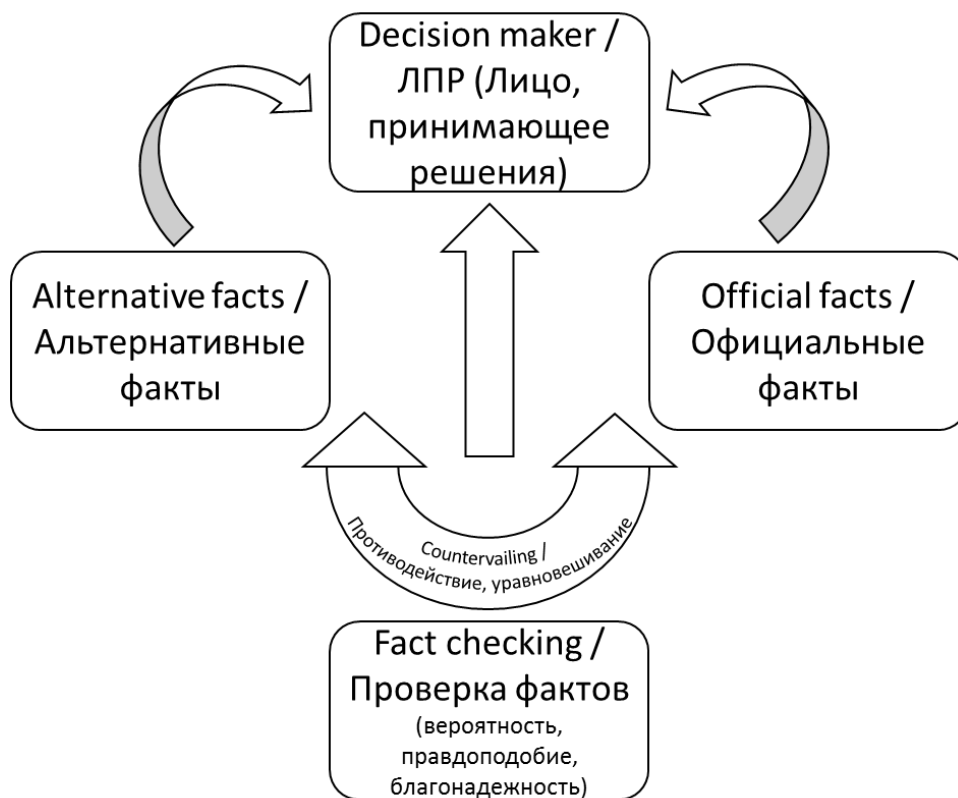 Decision maker /
ЛПР (Лицо,
принимающее
решения)
Alternative facts /
Альтернативные
факты
Official facts /
Официальные
факты
Countervailing /
Противодействие, уравновешивание
Fact checking /
Проверка фактов
(вероятность,
правдоподобие,
благонадежность)